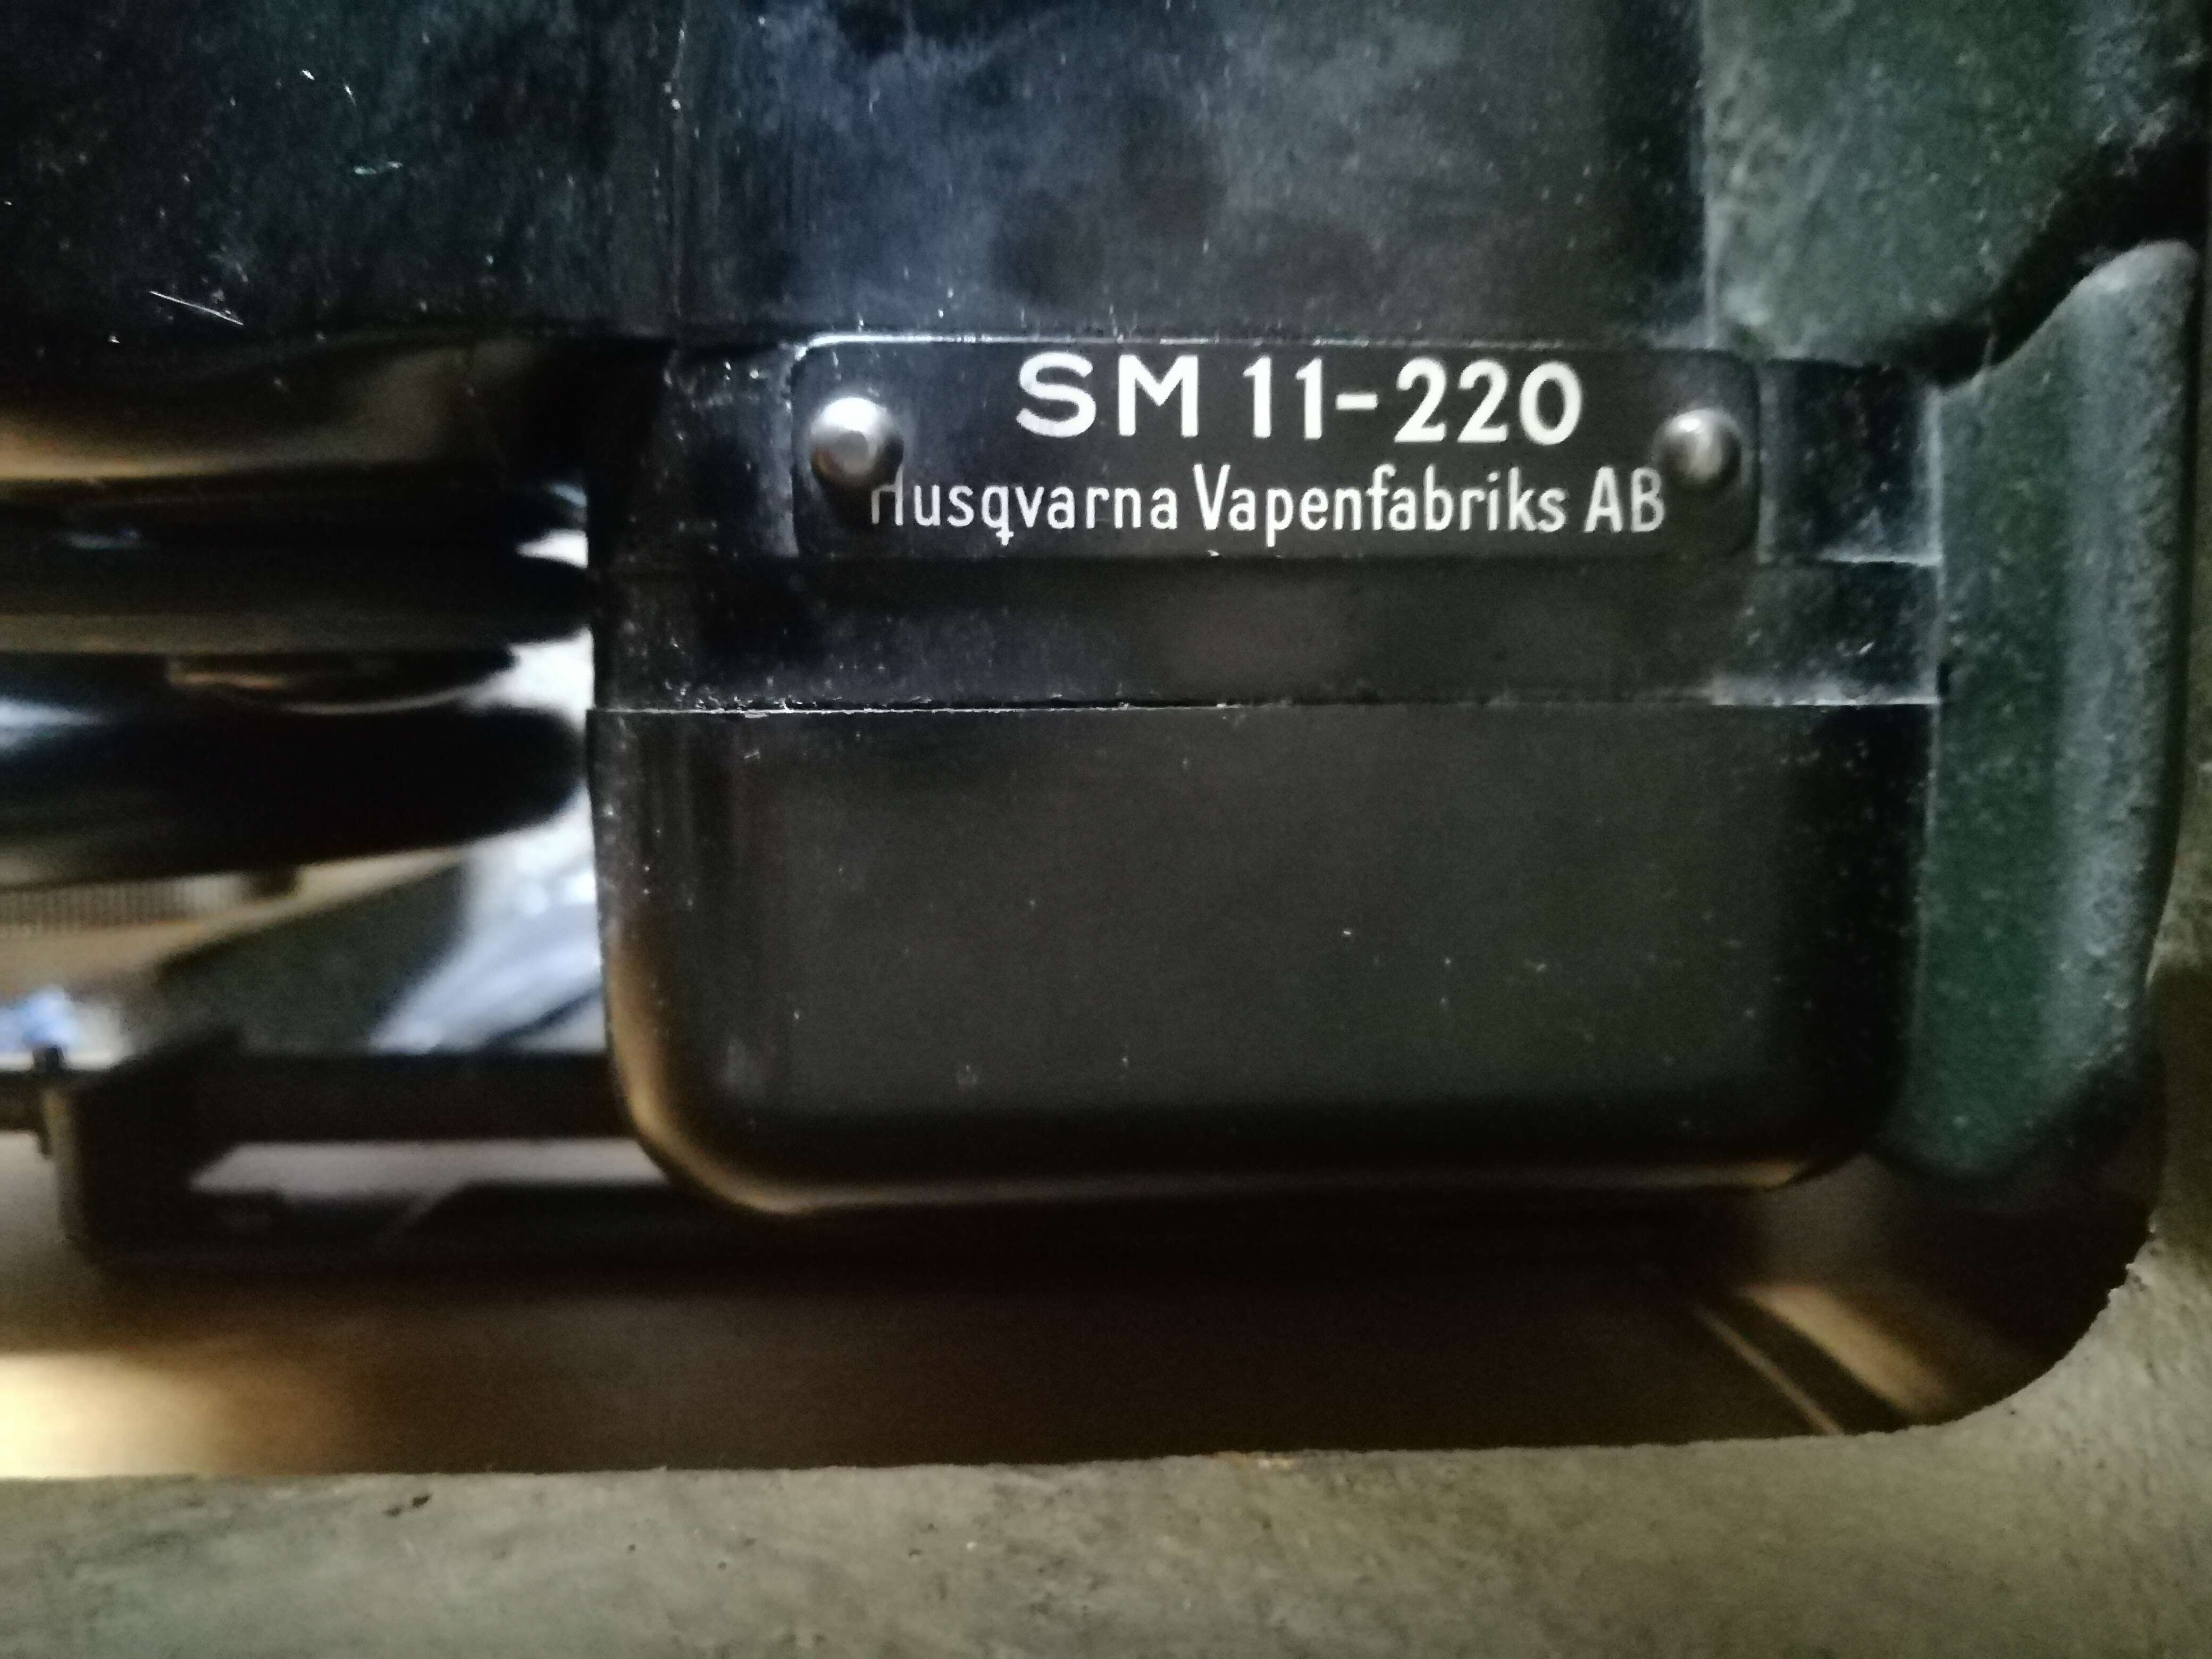 SM 11-220
Husqvarna Vapenfabriks AB